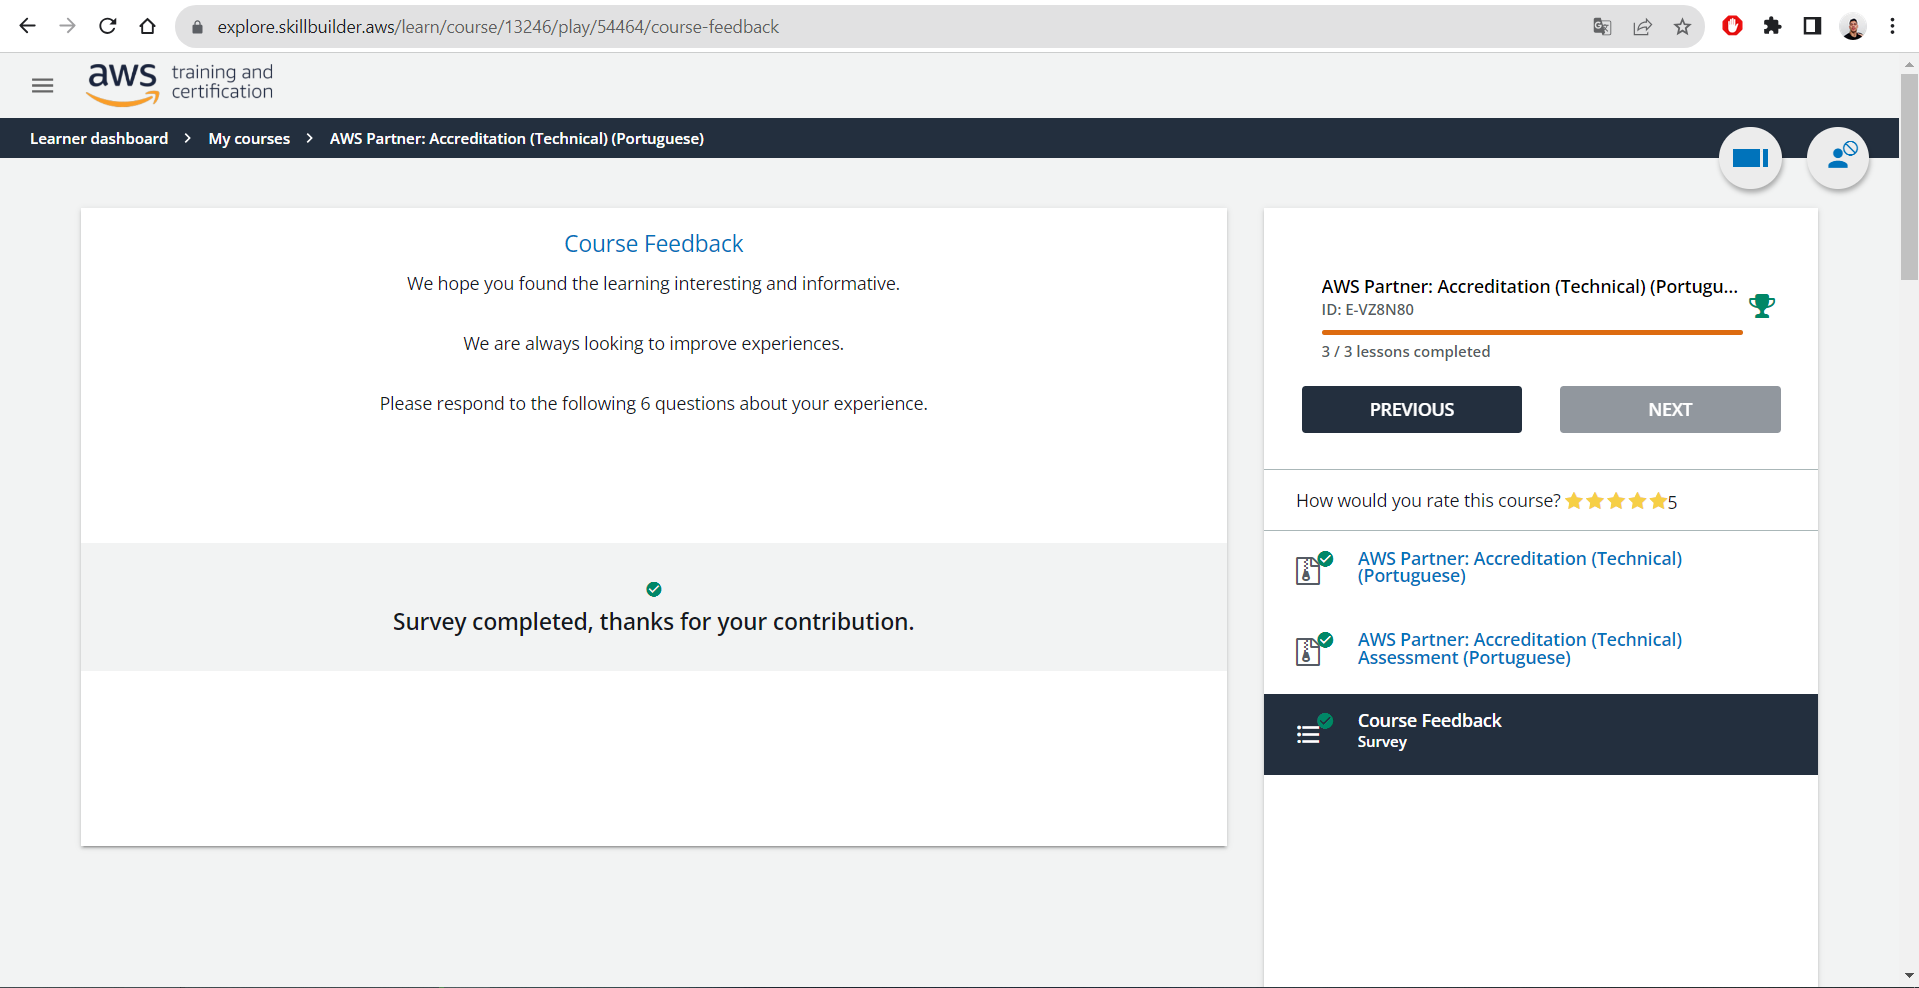 explore.skillbuilder.aws/learn/course/13246/play/54464/course-feedback
aws training and
certification
Learner dashboard > My courses > AWS Partner: Accreditation (Technical) (Portuguese)
Course Feedback
We hope you found the learning interesting and informative.
We are always looking to improve experiences.
Please respond to the following 6 questions about your experience.
Survey completed, thanks for your contribution.
AWS Partner: Accreditation (Technical) (Portugu...
ID: E-VZ8N80
3 / 3 lessons completed
PREVIOUS
NEXT
How would you rate this course? 5
AWS Partner: Accreditation (Technical)
(Portuguese)
AWS Partner: Accreditation (Technical)
Assessment (Portuguese)
Course Feedback
Survey